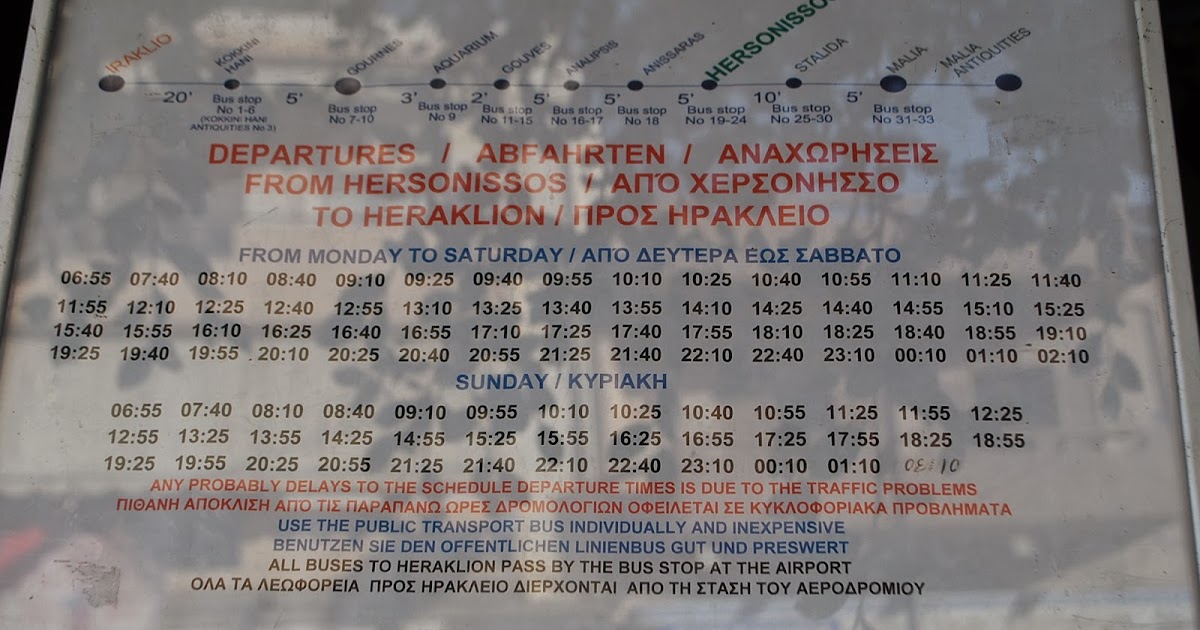 IRAKLIO KOKKINI HANI GOURNES AQUARIUM GOUVES ANALIPSIS ANISSARAS HERSONISSOS STALIDA MALIA MALIA ANTIQUITIES
20' 5' 3' 2' 5' 5' 5' 10' 5'
Bus stop No 1-6 (KOKKINI HANI ANTIQUITIES No 3) Bus stop No 7-10 Bus stop No 9 Bus stop No 11-15 Bus stop No 16-17 Bus stop No 18 Bus stop No 19-24 Bus stop No 25-30 Bus stop No 31-33
DEPARTURES / ABFAHRTEN / ΑΝΑΧΩΡΗΣΕΙΣ
FROM HERSONISSOS / ΑΠΌ ΧΕΡΣΟΝΗΣΣΟ
TO HERAKLION / ΠΡΟΣ ΗΡΑΚΛΕΙΟ
FROM MONDAY TO SATURDAY / ΑΠΌ ΔΕΥΤΕΡΑ ΈΩΣ ΣΑΒΒΑΤΟ
06:55 07:40 08:10 08:40 09:10 09:25 09:40 09:55 10:10 10:25 10:40 10:55 11:10 11:25 11:40
11:55 12:10 12:25 12:40 12:55 13:10 13:25 13:40 13:55 14:10 14:25 14:40 14:55 15:10 15:25
15:40 15:55 16:10 16:25 16:40 16:55 17:10 17:25 17:40 17:55 18:10 18:25 18:40 18:55 19:10
19:25 19:40 19:55 20:10 20:25 20:40 20:55 21:25 21:40 22:10 22:40 23:10 00:10 01:10 02:10
SUNDAY / ΚΥΡΙΑΚΗ
06:55 07:40 08:10 08:40 09:10 09:55 10:10 10:25 10:40 10:55 11:25 11:55 12:25
12:55 13:25 13:55 14:25 14:55 15:25 15:55 16:25 16:55 17:25 17:55 18:25 18:55
19:25 19:55 20:25 20:55 21:25 21:40 22:10 22:40 23:10 00:10 01:10
ANY PROBABLY DELAYS TO THE SCHEDULE DEPARTURE TIMES IS DUE TO THE TRAFFIC PROBLEMS
ΠΙΘΑΝΗ ΑΠΟΚΛΙΣΗ ΑΠΌ ΤΙΣ ΠΑΡΑΠΑΝΩ ΩΡΕΣ ΔΡΟΜΟΛΟΓΙΩΝ ΟΦΕΙΛΕΤΑΙ ΣΕ ΚΥΚΛΟΦΟΡΙΑΚΑ ΠΡΟΒΛΗΜΑΤΑ
USE THE PUBLIC TRANSPORT BUS INDIVIDUALLY AND INEXPENSIVE
BENUTZEN SIE DEN OFFENTLICHEN LINIENBUS GUT UND PRESWERT
ALL BUSES TO HERAKLION PASS BY THE BUS STOP AT THE AIRPORT
ΟΛΑ ΤΑ ΛΕΩΦΟΡΕΙΑ ΠΡΟΣ ΗΡΑΚΛΕΙΟ ΔΙΕΡΧΟΝΤΑΙ ΑΠΟ ΤΗ ΣΤΑΣΗ ΤΟΥ ΑΕΡΟΔΡΟΜΙΟΥ